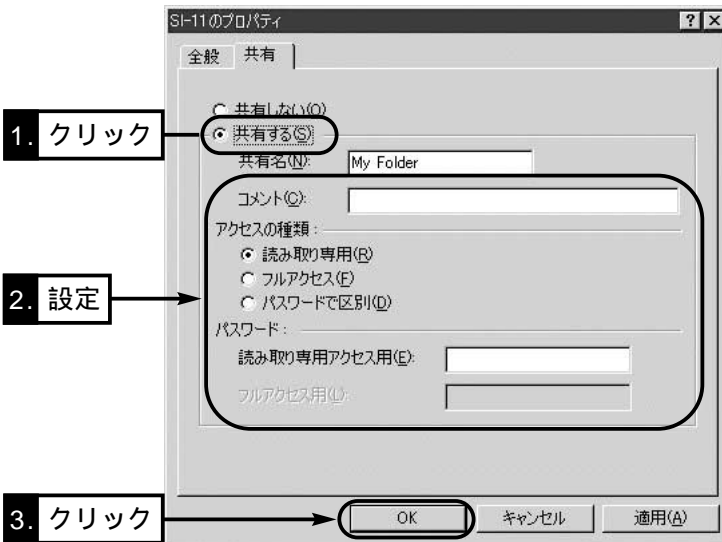 SI-11のプロパティ
全般 共有
共有しない(O)
1. クリック
共有する(S)
共有名(N): My Folder
コメント(C):
アクセスの種類:
読み取り専用(R)
フルアクセス(F)
2. 設定
パスワードで区別(D)
パスワード:
読み取り専用アクセス用(E):
フルアクセス用(L):
3. クリック
OK キャンセル 適用(A)